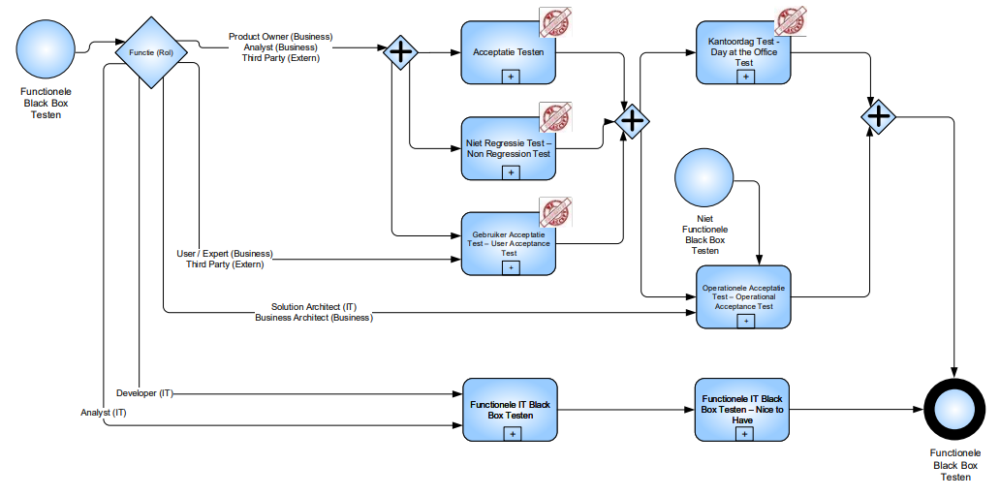 Functionele
Black Box
Testen
Functie (Rol)
Product Owner (Business)
Analyst (Business)
Third Party (Extern)
Acceptatie Testen
Niet Regressie Test –
Non Regression Test
Gebruiker Acceptatie
Test – User Acceptance
Test
User / Expert (Business)
Third Party (Extern)
Solution Architect (IT)
Business Architect (Business)
Developer (IT)
Analyst (IT)
Kantoordag Test -
Day at the Office
Test
Niet
Functionele
Black Box
Testen
Operationele Acceptatie
Test – Operational
Acceptance Test
Functionele IT Black
Box Testen
Functionele IT Black
Box Testen – Nice to
Have
Functionele
Black Box
Testen